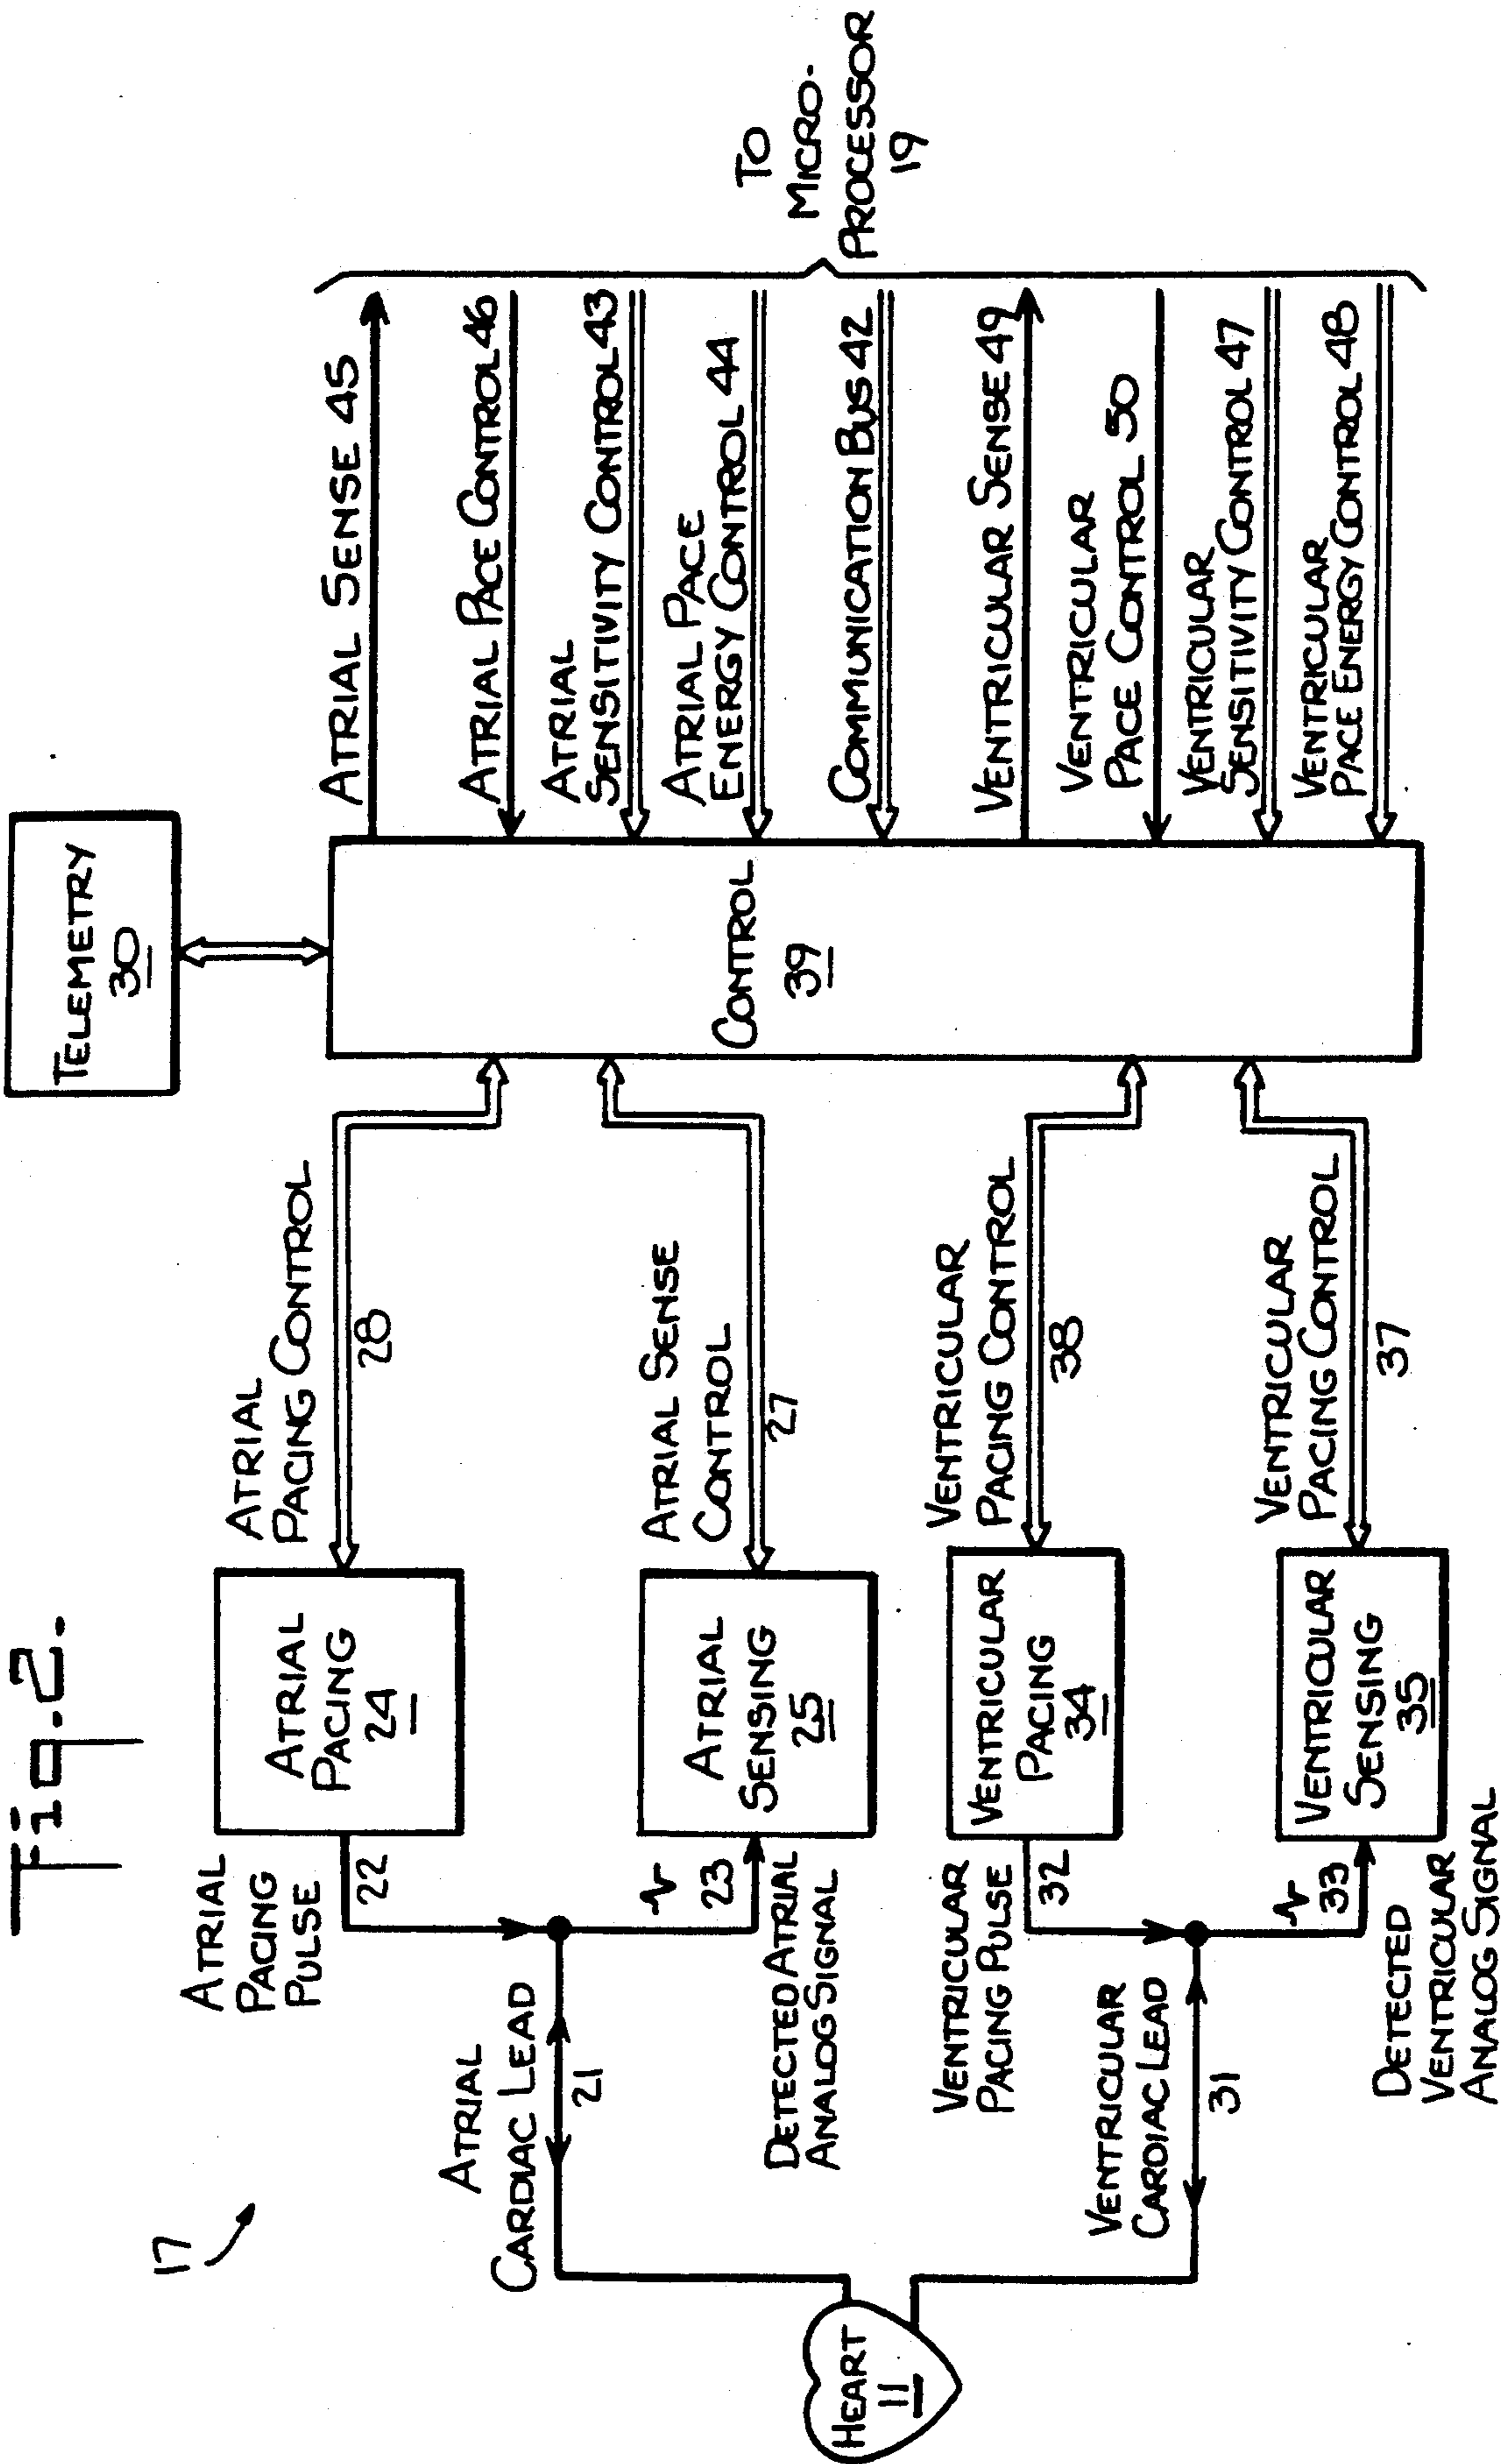 Fig.2.
17
HEART
11
ATRIAL
CARDIAC LEAD
21
ATRIAL
PACING
PULSE
22
23
DETECTED ATRIAL
ANALOG SIGNAL
VENTRICULAR
CARDIAC LEAD
31
VENTRICULAR
PACING PULSE
32
33
DETECTED
VENTRICULAR
ANALOG SIGNAL
ATRIAL
PACING
24
ATRIAL
SENSING
25
VENTRICULAR
PACING
34
VENTRICULAR
SENSING
35
ATRIAL
PACING CONTROL
28
ATRIAL SENSE
CONTROL
27
VENTRICULAR
PACING CONTROL
38
VENTRICULAR
PACING CONTROL
37
TELEMETRY
30
CONTROL
39
ATRIAL SENSE 45
ATRIAL PACE CONTROL 46
ATRIAL
SENSITIVITY CONTROL 43
ATRIAL PACE
ENERGY CONTROL 44
COMMUNICATION BUS 42
VENTRICULAR SENSE 49
VENTRICULAR
PACE CONTROL 50
VENTRICULAR
SENSITIVITY CONTROL 47
VENTRICULAR
PACE ENERGY CONTROL 48
TO
MICRO-
PROCESSOR
19